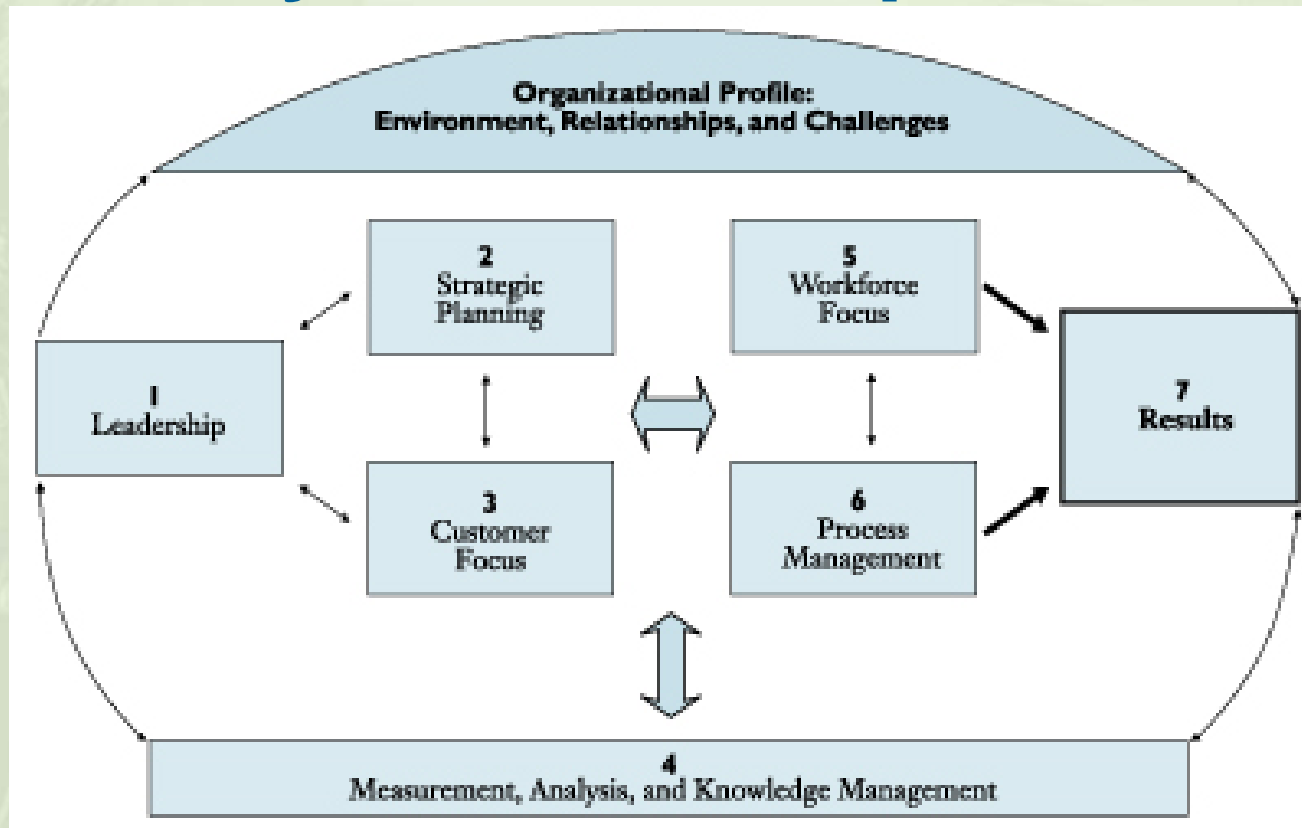 Organizational Profile:
Environment, Relationships, and Challenges
2
Strategic
Planning
5
Workforce
Focus
1
Leadership
7
Results
3
Customer
Focus
6
Process
Management
4
Measurement, Analysis, and Knowledge Management